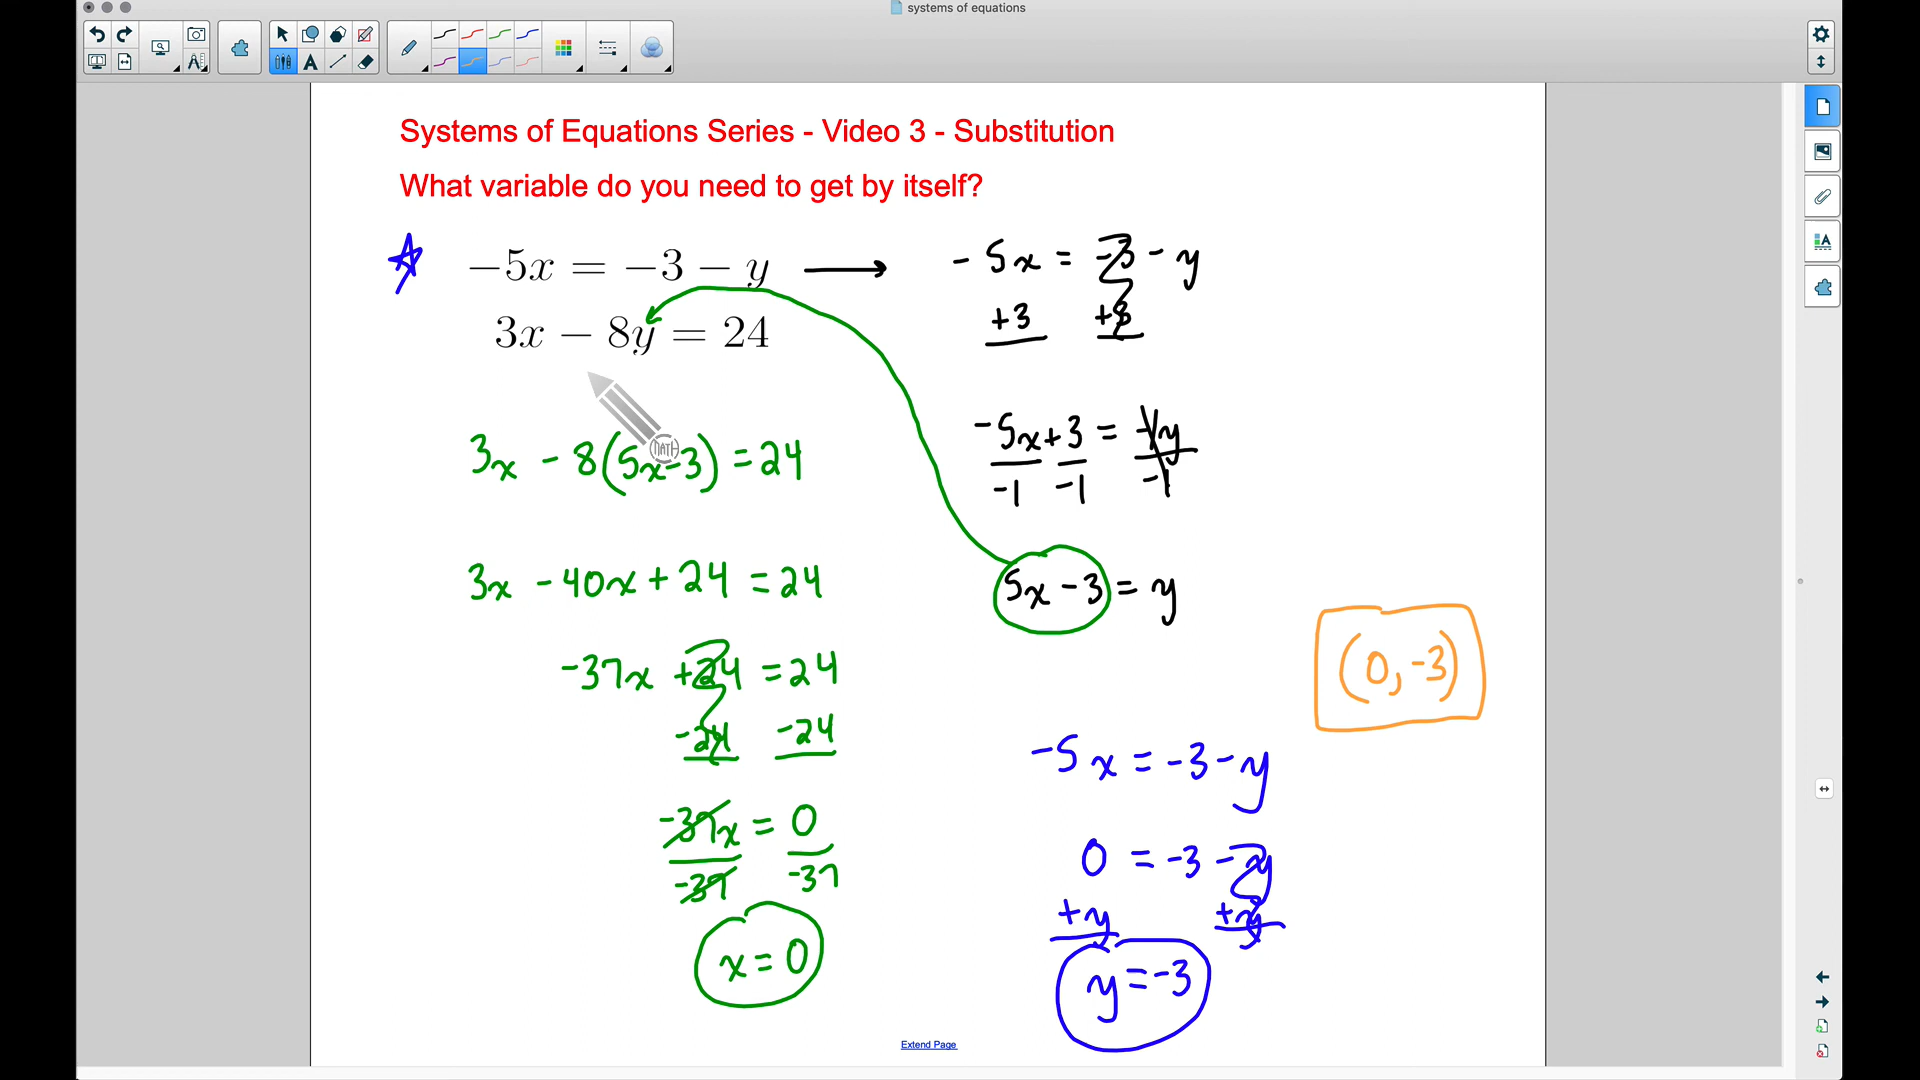 systems of equations
Systems of Equations Series - Video 3 - Substitution
What variable do you need to get by itself?
−5x = −3 − y
3x − 8y = 24
-5x = -3 - y
+3 +3
-5x+3 = -1y
-1 -1 -1
5x-3 = y
3x - 8(5x-3) = 24
MATH
3x - 40x + 24 = 24
-37x + 24 = 24
-24 -24
-37x = 0
-37 -37
x = 0
-5x = -3 - y
0 = -3 - y
+y +y
y = -3
(0, -3)
Extend Page